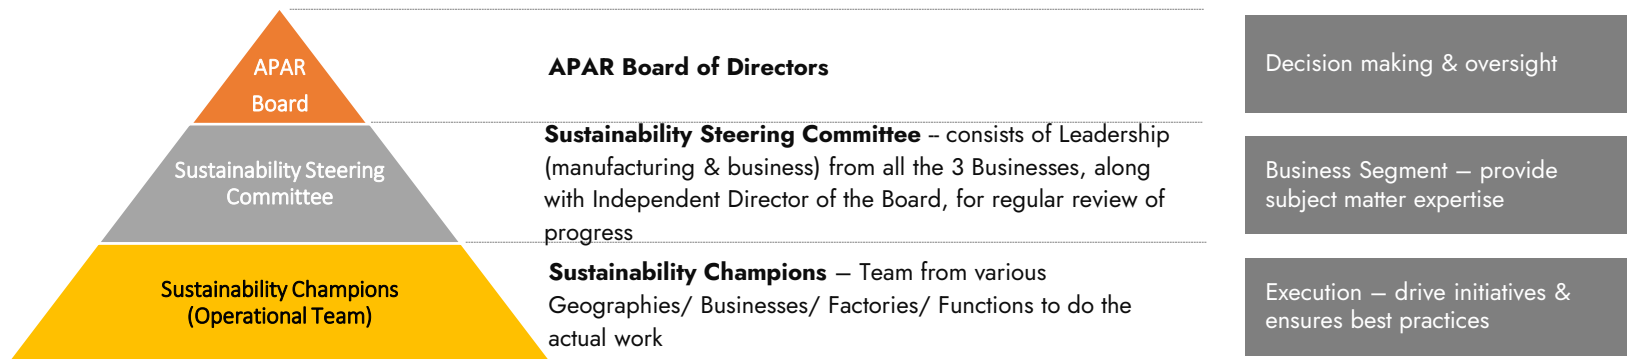 APAR
Board
APAR Board of Directors
Decision making & oversight
Sustainability Steering
Committee
Sustainability Steering Committee – consists of Leadership
(manufacturing & business) from all the 3 Businesses, along
with Independent Director of the Board, for regular review of
progress
Business Segment – provide
subject matter expertise
Sustainability Champions
(Operational Team)
Sustainability Champions – Team from various
Geographies/ Businesses/ Factories/ Functions to do the
actual work
Execution – drive initiatives &
ensures best practices